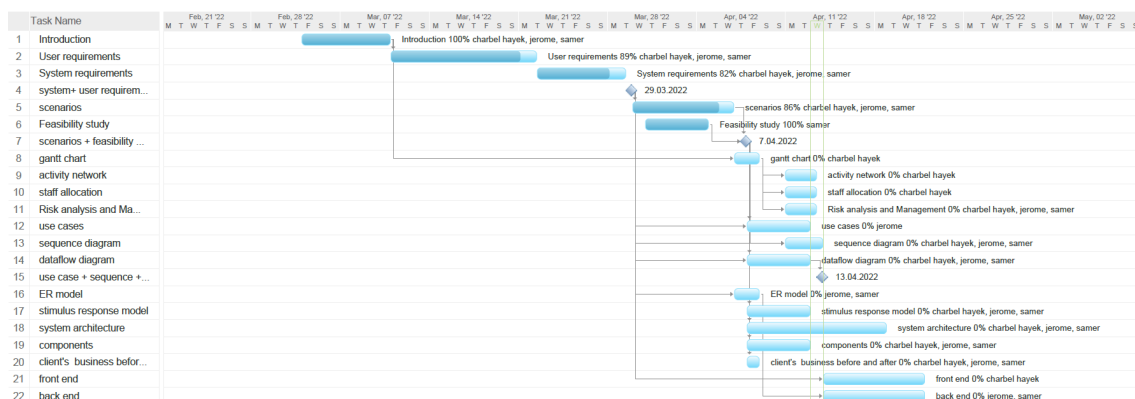 Task Name
Feb, 21 '22 Feb, 28 '22 Mar, 07 '22 Mar, 14 '22 Mar, 21 '22 Mar, 28 '22 Apr, 04 '22 Apr, 11 '22 Apr, 18 '22 Apr, 25 '22 May, 02 '22
M T W T F S S M T W T F S S M T W T F S S M T W T F S S M T W T F S S M T W T F S S M T W T F S S M T W T F S S M T W T F S S M T W T F S S M T W T F S S
1 Introduction Introduction 100% charbel hayek, jerome, samer
2 User requirements User requirements 89% charbel hayek, jerome, samer
3 System requirements System requirements 82% charbel hayek, jerome, samer
4 system+ user requirem... 29.03.2022
5 scenarios scenarios 86% charbel hayek, jerome, samer
6 Feasibility study Feasibility study 100% samer
7 scenarios + feasibility ... 7.04.2022
8 gantt chart gantt chart 0% charbel hayek
9 activity network activity network 0% charbel hayek
10 staff allocation staff allocation 0% charbel hayek
11 Risk analysis and Ma... Risk analysis and Management 0% charbel hayek, jerome, samer
12 use cases use cases 0% jerome
13 sequence diagram sequence diagram 0% charbel hayek, jerome, samer
14 dataflow diagram dataflow diagram 0% charbel hayek, jerome, samer
15 use case + sequence +... 13.04.2022
16 ER model ER model 0% jerome, samer
17 stimulus response model stimulus response model 0% charbel hayek, jerome, samer
18 system architecture system architecture 0% charbel hayek, jerome, samer
19 components components 0% charbel hayek, jerome, samer
20 client's business befor... client's business before and after 0% charbel hayek, jerome, samer
21 front end front end 0% charbel hayek
22 back end back end 0% jerome, samer